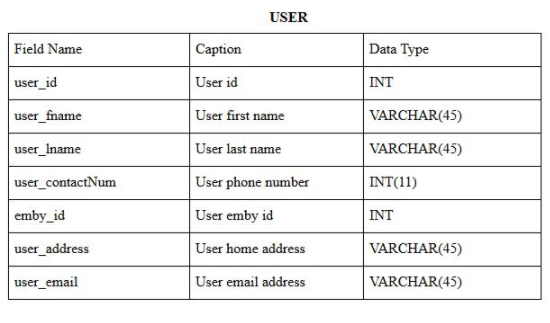 USER
Field Name Caption Data Type
user_id User id INT
user_fname User first name VARCHAR(45)
user_lname User last name VARCHAR(45)
user_contactNum User phone number INT(11)
emby_id User emby id INT
user_address User home address VARCHAR(45)
user_email User email address VARCHAR(45)